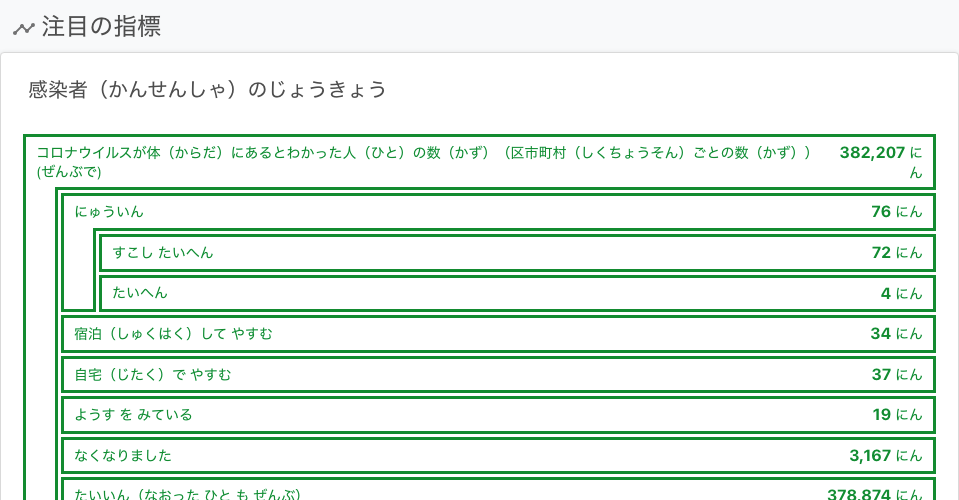 注目の指標
感染者（かんせんしゃ）のじょうきょう
コロナウイルスが体（からだ）にあるとわかった人（ひと）の数（かず）（区市町村（しくちょうそん）ごとの数（かず）） 382,207 に
(ぜんぶで) ん
にゅういん 76 にん
すこし たいへん 72 にん
たいへん 4 にん
宿泊（しゅくはく）して やすむ 34 にん
自宅（じたく）で やすむ 37 にん
ようす を みている 19 にん
なくなりました 3,167 にん
たいいん（なおった ひと も ぜんぶ） 378,874 にん